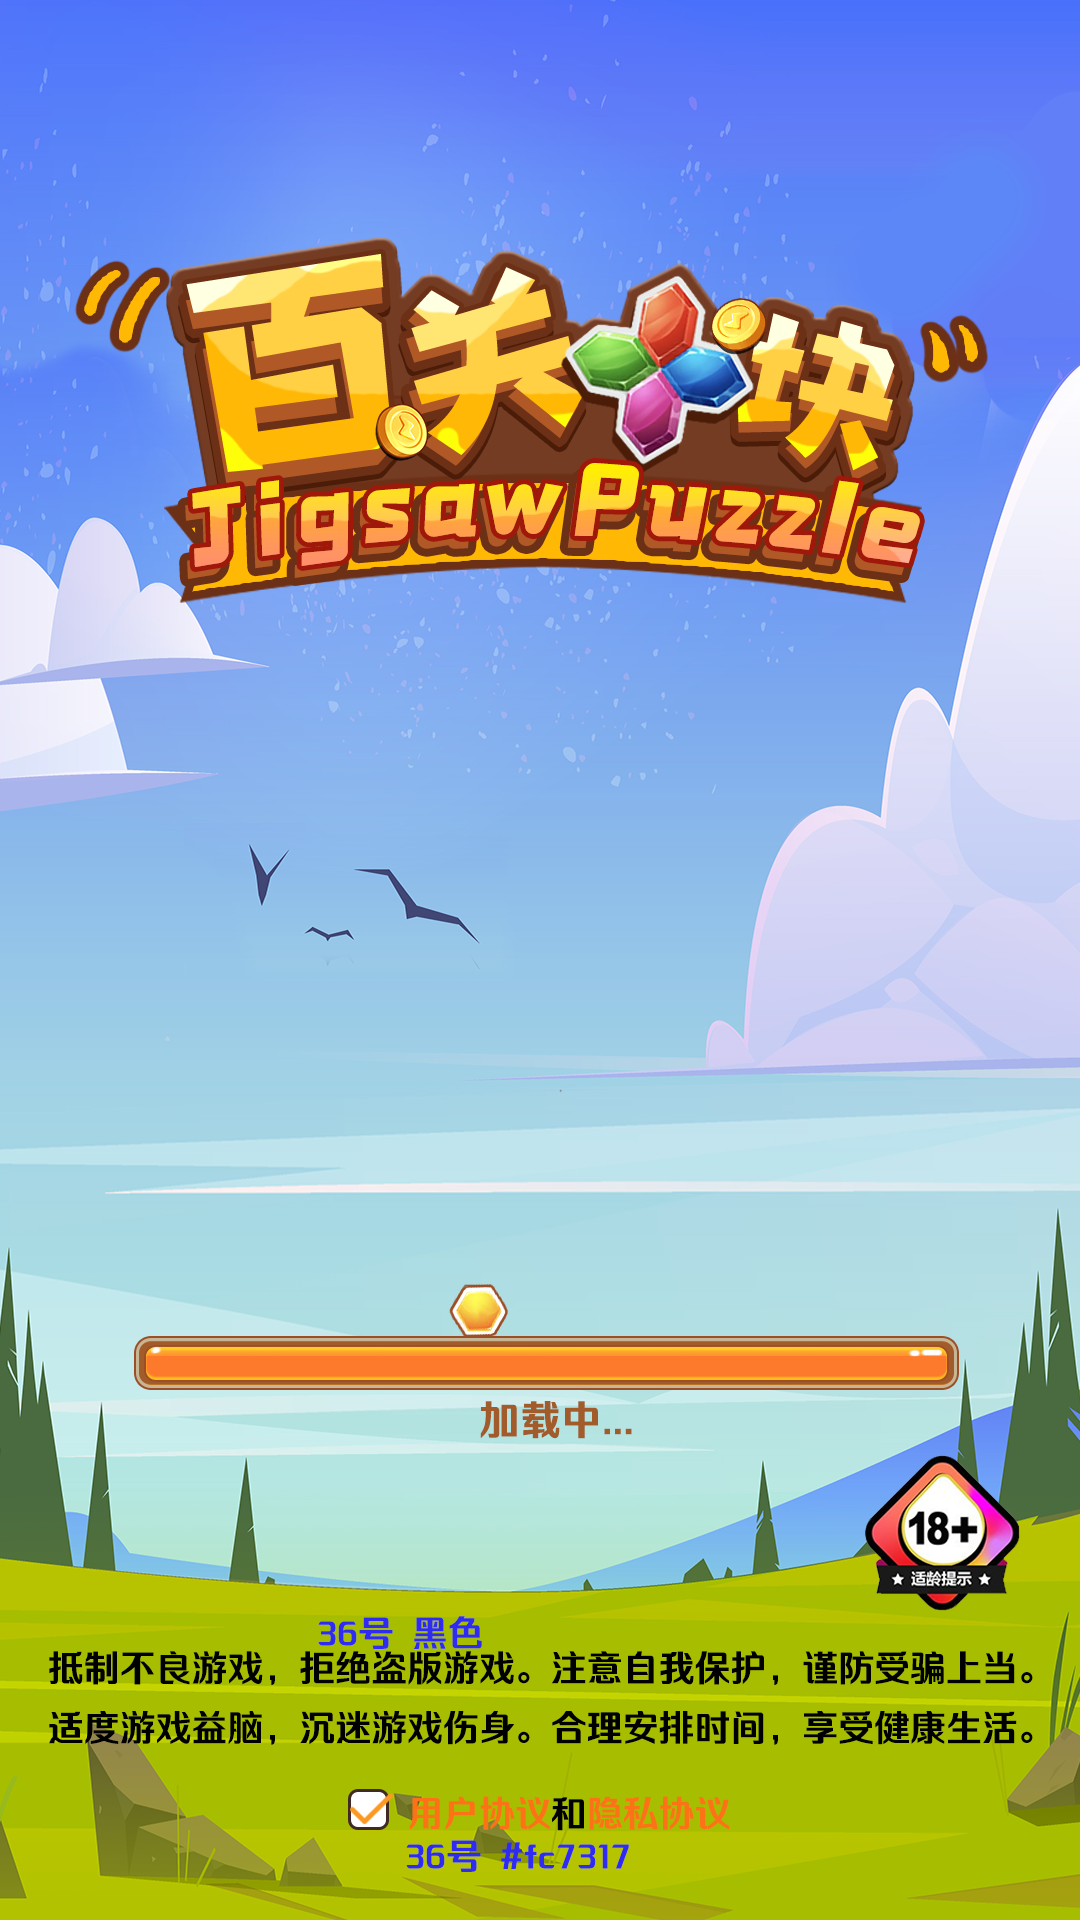 百关 块
JigsawPuzzle
加载中...
18+
★ 适龄提示 ★
36号 黑色
抵制不良游戏，拒绝盗版游戏。注意自我保护，谨防受骗上当。
适度游戏益脑，沉迷游戏伤身。合理安排时间，享受健康生活。
用户协议和隐私协议
36号 #fc7317